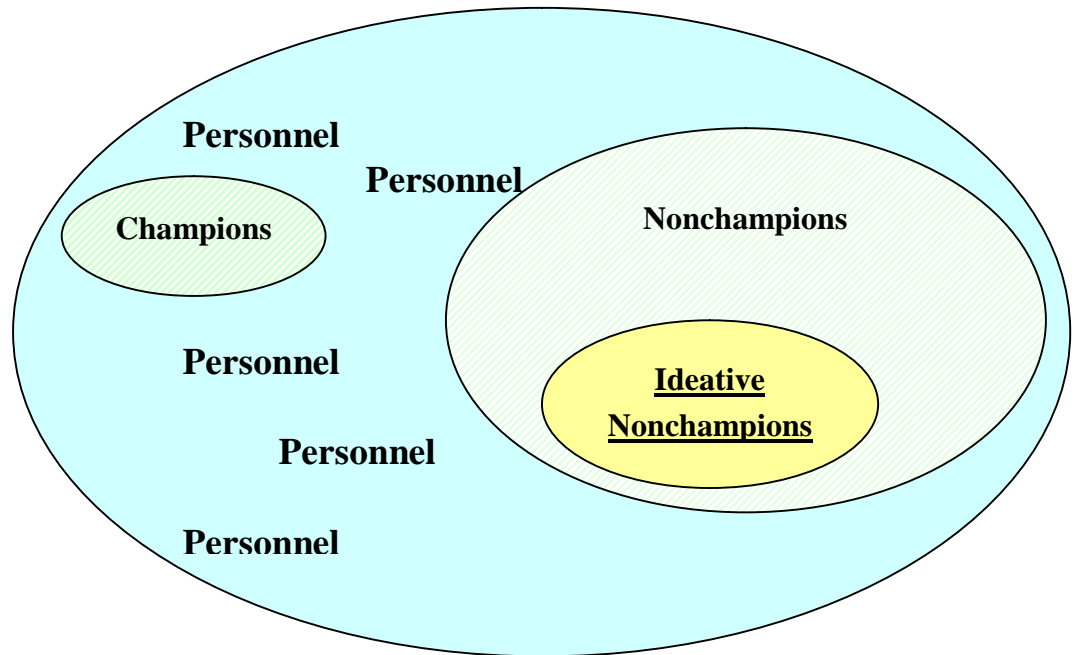 Personnel
Personnel
Champions
Nonchampions
Personnel
Ideative
Nonchampions
Personnel
Personnel